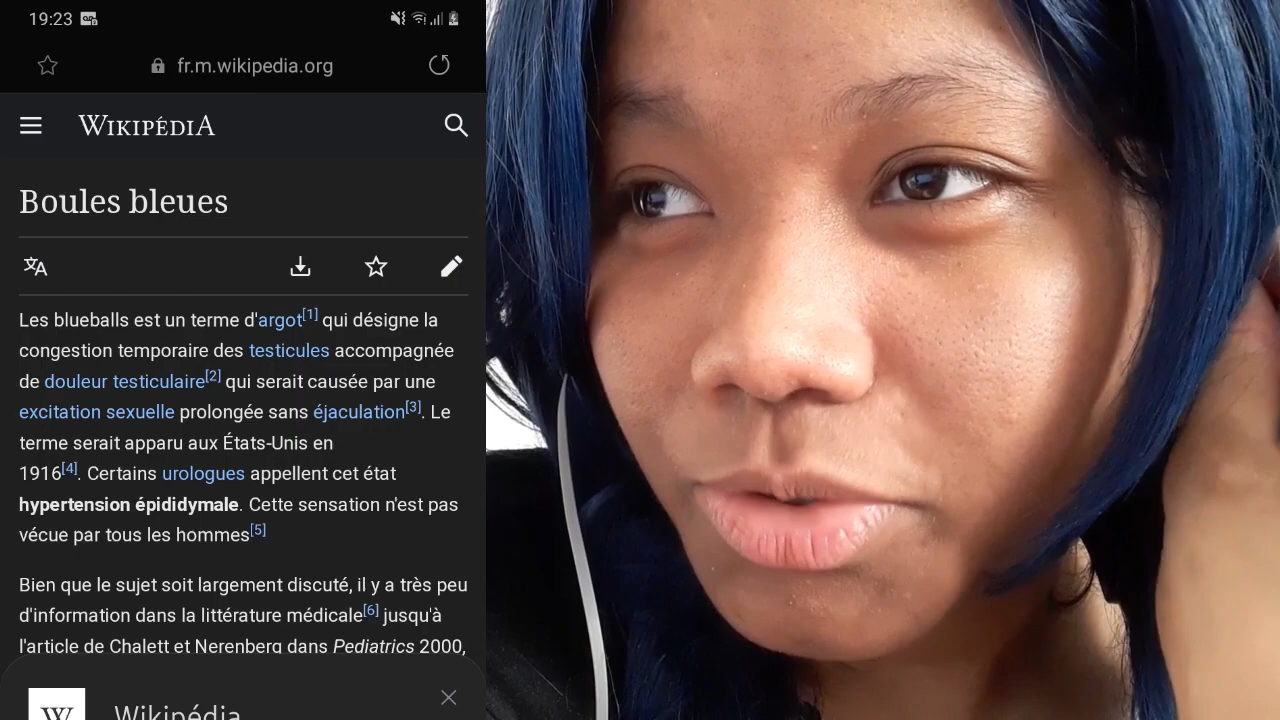 19:23
fr.m.wikipedia.org
WIKIPÉDIA
Boules bleues
Les blueballs est un terme d'argot[1] qui désigne la
congestion temporaire des testicules accompagnée
de douleur testiculaire[2] qui serait causée par une
excitation sexuelle prolongée sans éjaculation[3]. Le
terme serait apparu aux États-Unis en
1916[4]. Certains urologues appellent cet état
hypertension épididymale. Cette sensation n'est pas
vécue par tous les hommes[5]
Bien que le sujet soit largement discuté, il y a très peu
d'information dans la littérature médicale[6] jusqu'à
l'article de Chalett et Nerenberg dans Pediatrics 2000,
W
Wikipédia